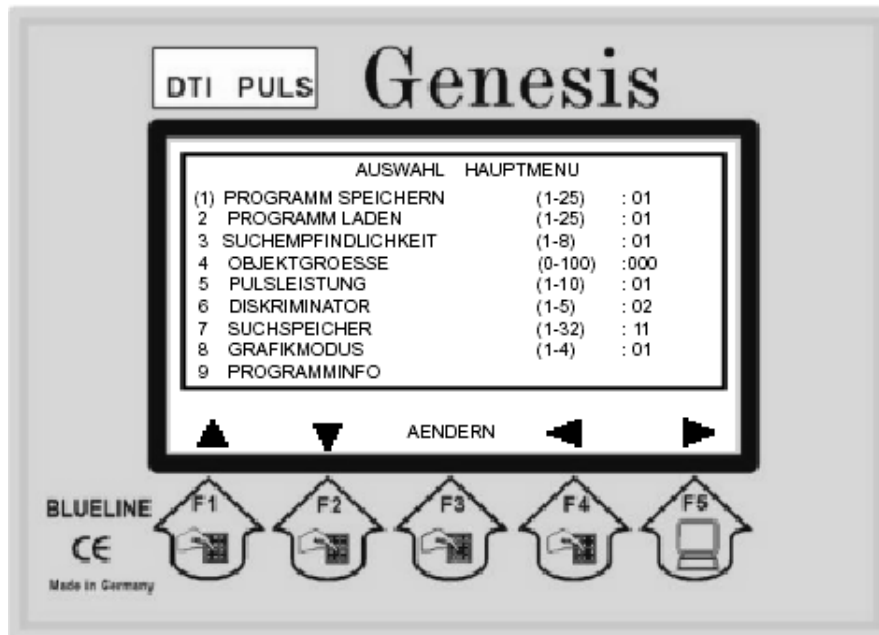 DTI PULS
Genesis
AUSWAHL HAUPTMENU
(1) PROGRAMM SPEICHERN (1-25) : 01
2 PROGRAMM LADEN (1-25) : 01
3 SUCHEMPFINDLICHKEIT (1-8) : 01
4 OBJEKTGROESSE (0-100) :000
5 PULSLEISTUNG (1-10) : 01
6 DISKRIMINATOR (1-5) : 02
7 SUCHSPEICHER (1-32) : 11
8 GRAFIKMODUS (1-4) : 01
9 PROGRAMMINFO
AENDERN
F1 F2 F3 F4 F5
BLUELINE
CE
Made in Germany